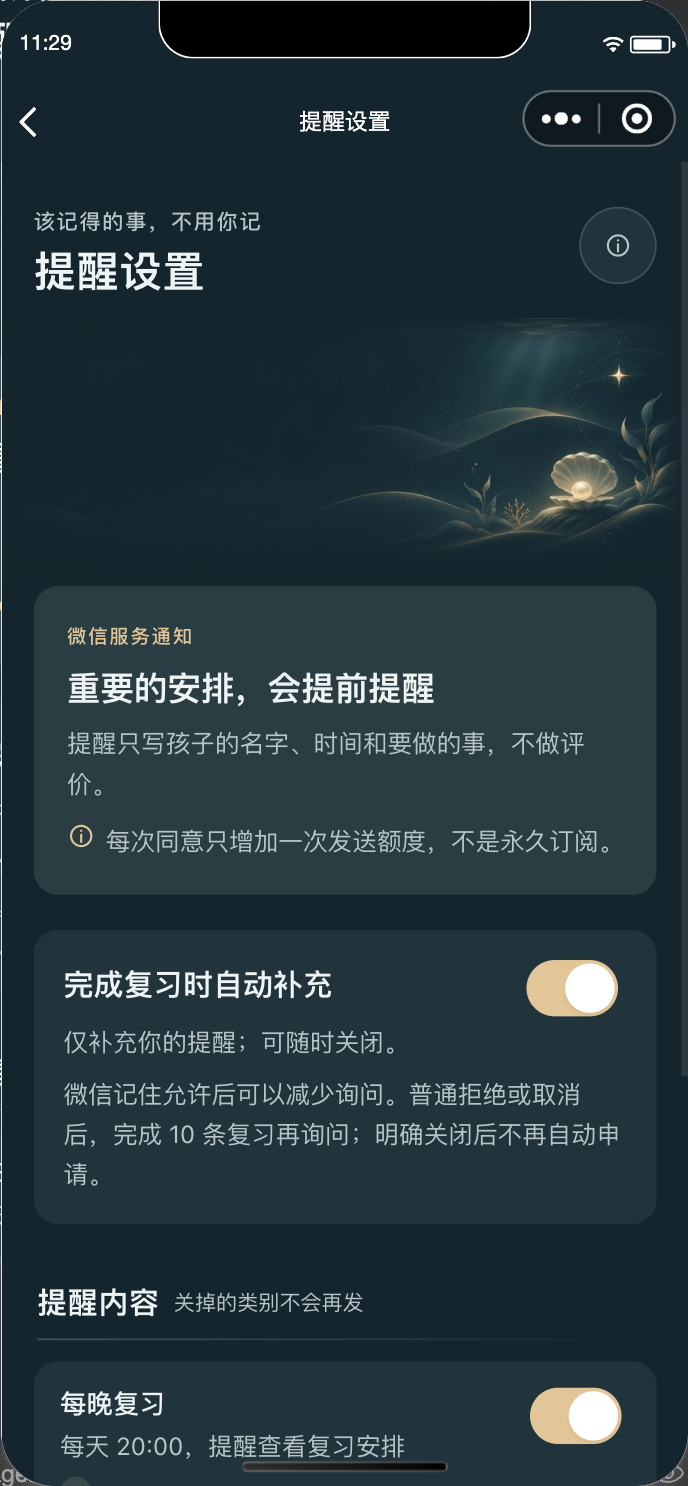 11:29
提醒设置
该记得的事，不用你记
提醒设置
微信服务通知
重要的安排，会提前提醒
提醒只写孩子的名字、时间和要做的事，不做评
价。
每次同意只增加一次发送额度，不是永久订阅。
完成复习时自动补充
仅补充你的提醒；可随时关闭。
微信记住允许后可以减少询问。普通拒绝或取消
后，完成 10 条复习再询问；明确关闭后不再自动申
请。
提醒内容 关掉的类别不会再发
每晚复习
每天 20:00，提醒查看复习安排